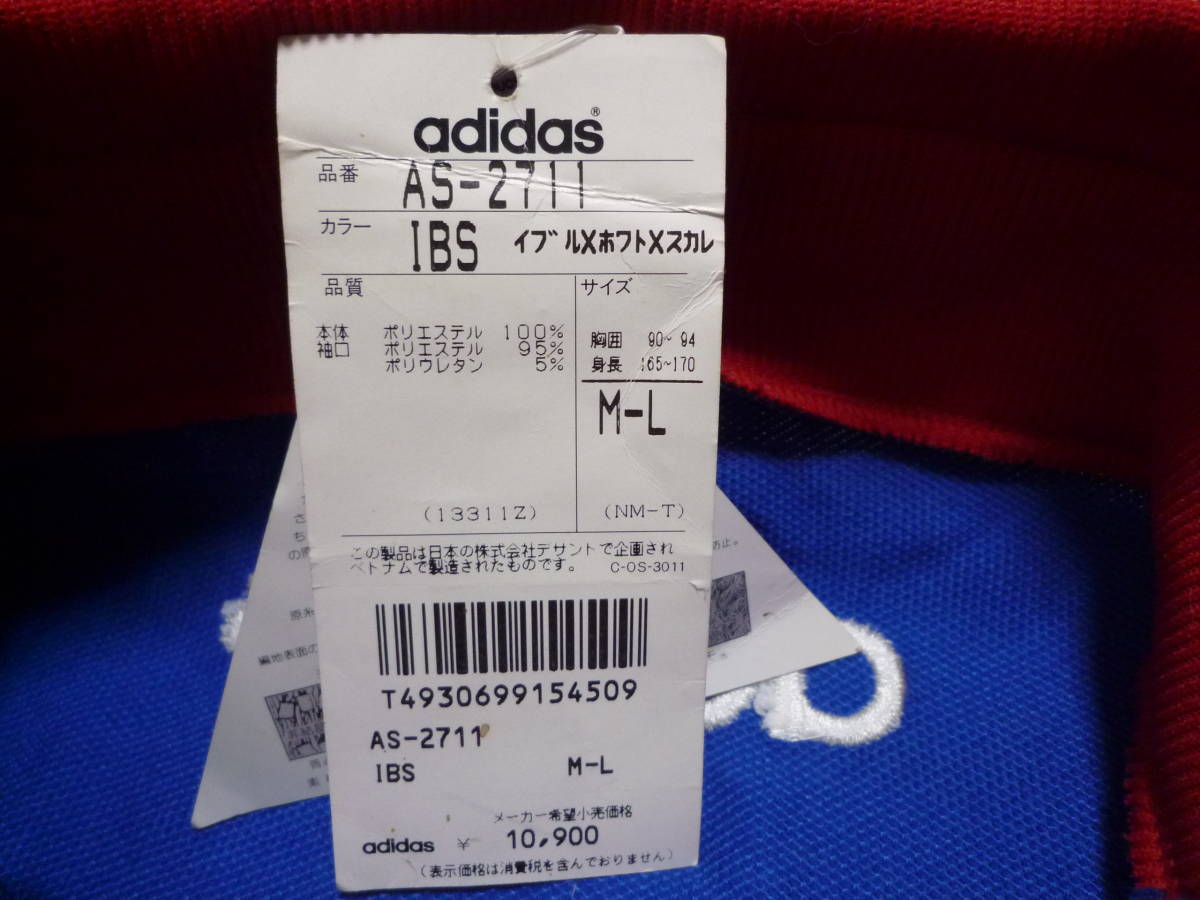 adidas®
品番 AS-2711
カラー IBS イブルXホワトXスカレ
品質
サイズ
本体 ポリエステル 100%
袖口 ポリエステル 95%
ポリウレタン 5%
胸囲 90~94
身長 165~170
M-L
(13311Z)
(NM-T)
この製品は日本の株式会社デサントで企画され
ベトナムで製造されたものです。 C-OS-3011
T4930699154509
AS-2711
IBS M-L
メーカー希望小売価格
adidas ¥ 10,900
(表示価格は消費税を含んでおりません)
編地表面の